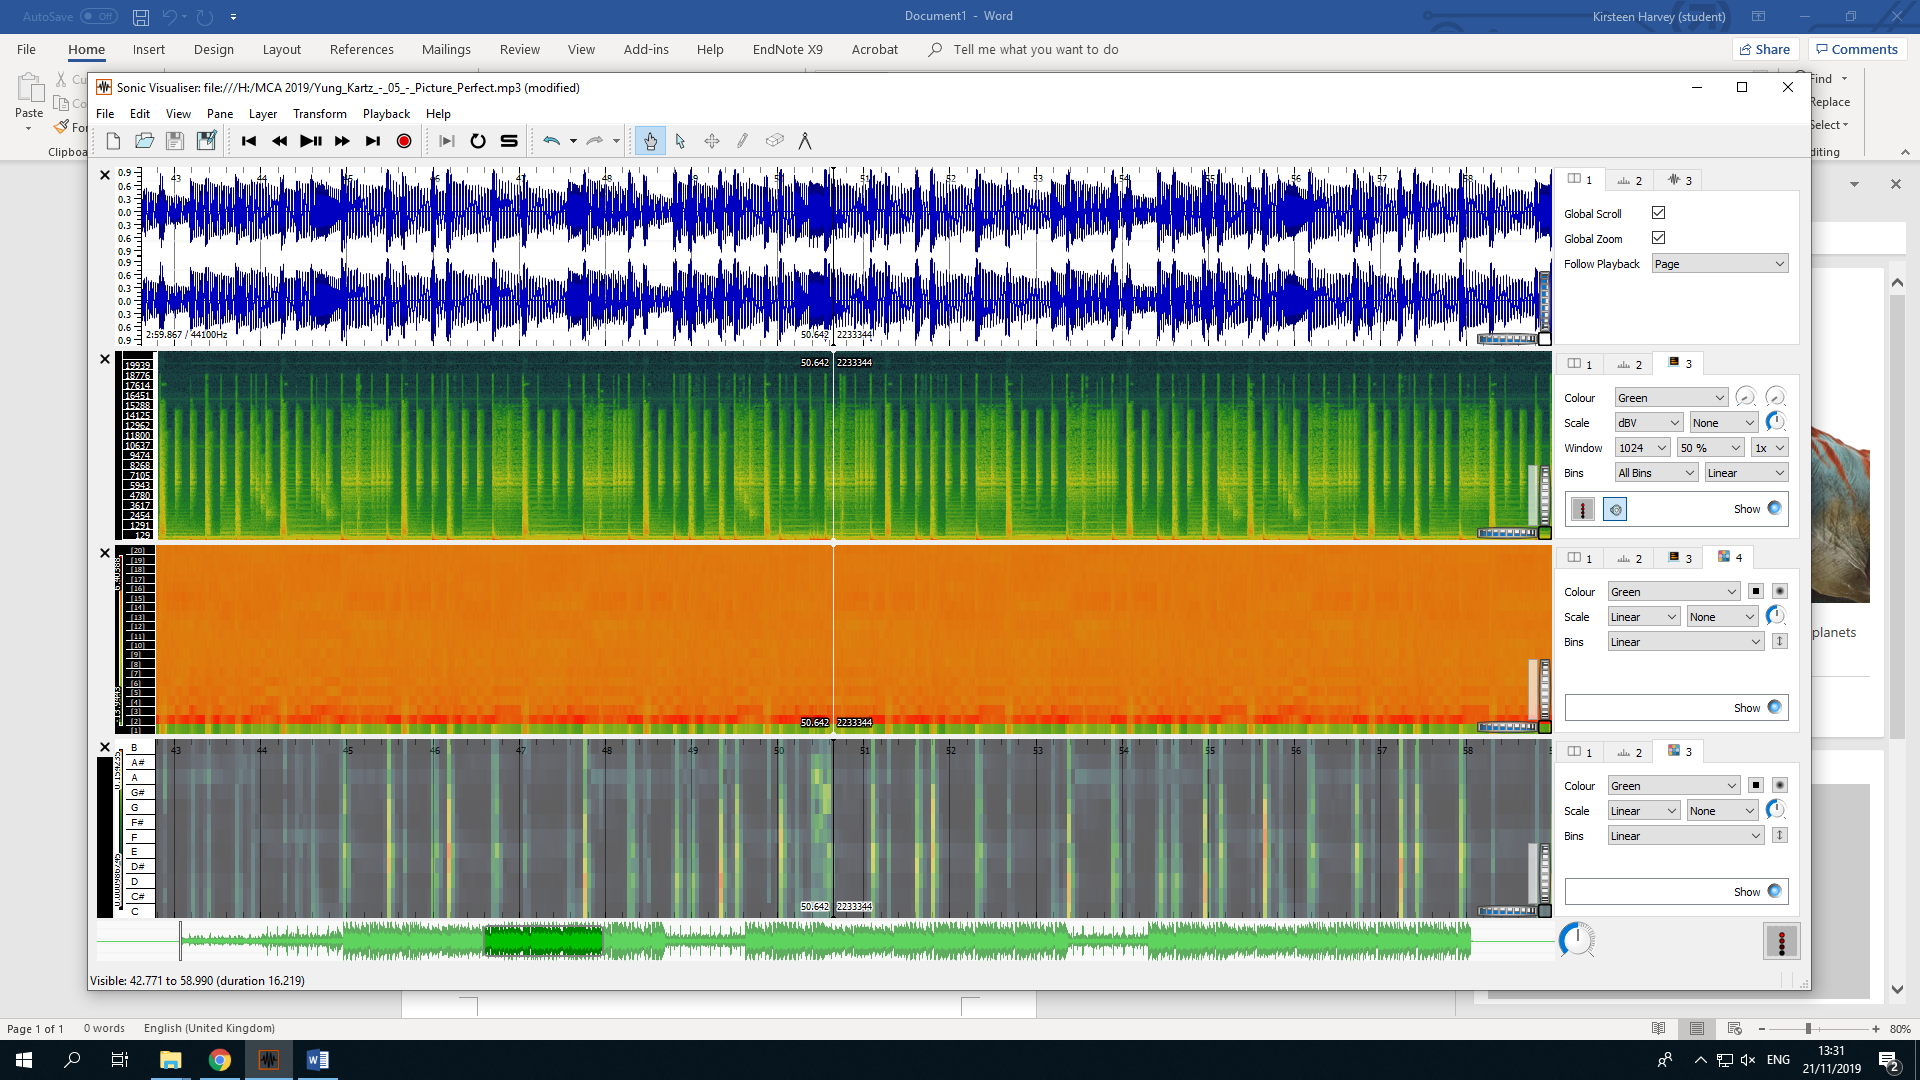 AutoSave Off Document1 - Word Kirsteen Harvey (student)
File Home Insert Design Layout References Mailings Review View Add-ins Help EndNote X9 Acrobat Tell me what you want to do Share Comments
Paste
Clipboa
Find
Replace
Select
diting
Sonic Visualiser: file:///H:/MCA 2019/Yung_Kartz_-_05_-_Picture_Perfect.mp3 (modified)
File Edit View Pane Layer Transform Playback Help
43 44 45 46 47 48 49 50 51 52 53 54 55 56 57 58
0.9
0.6
0.3
0.0
0.3
0.6
0.9
0.6
0.3
0.0
0.3
0.6
0.9
2:59.867 / 44100Hz
50.642 2233344
1 2 3
Global Scroll
Global Zoom
Follow Playback Page
50.642 2233344
19939
18776
17614
16451
15288
14125
12962
11800
10637
9474
8268
7105
5943
4780
3617
2454
1291
129
1 2 3
Colour Green
Scale dBV None
Window 1024 50 % 1x
Bins All Bins Linear
Show
[20]
[19]
[18]
[17]
[16]
[15]
[14]
[13]
[12]
[11]
[10]
[9]
[8]
[7]
[6]
[5]
[4]
[3]
[2]
[1]
50.642 2233344
1 2 3 4
Colour Green
Scale Linear None
Bins Linear
Show
planets
43 44 45 46 47 48 49 50 51 52 53 54 55 56 57 58
B
A#
A
G#
G
F#
F
E
D#
D
C#
C
50.642 2233344
1 2 3
Colour Green
Scale Linear None
Bins Linear
Show
Visible: 42.771 to 58.990 (duration 16.219)
Page 1 of 1 0 words English (United Kingdom) 80%
ENG
13:31
21/11/2019
2